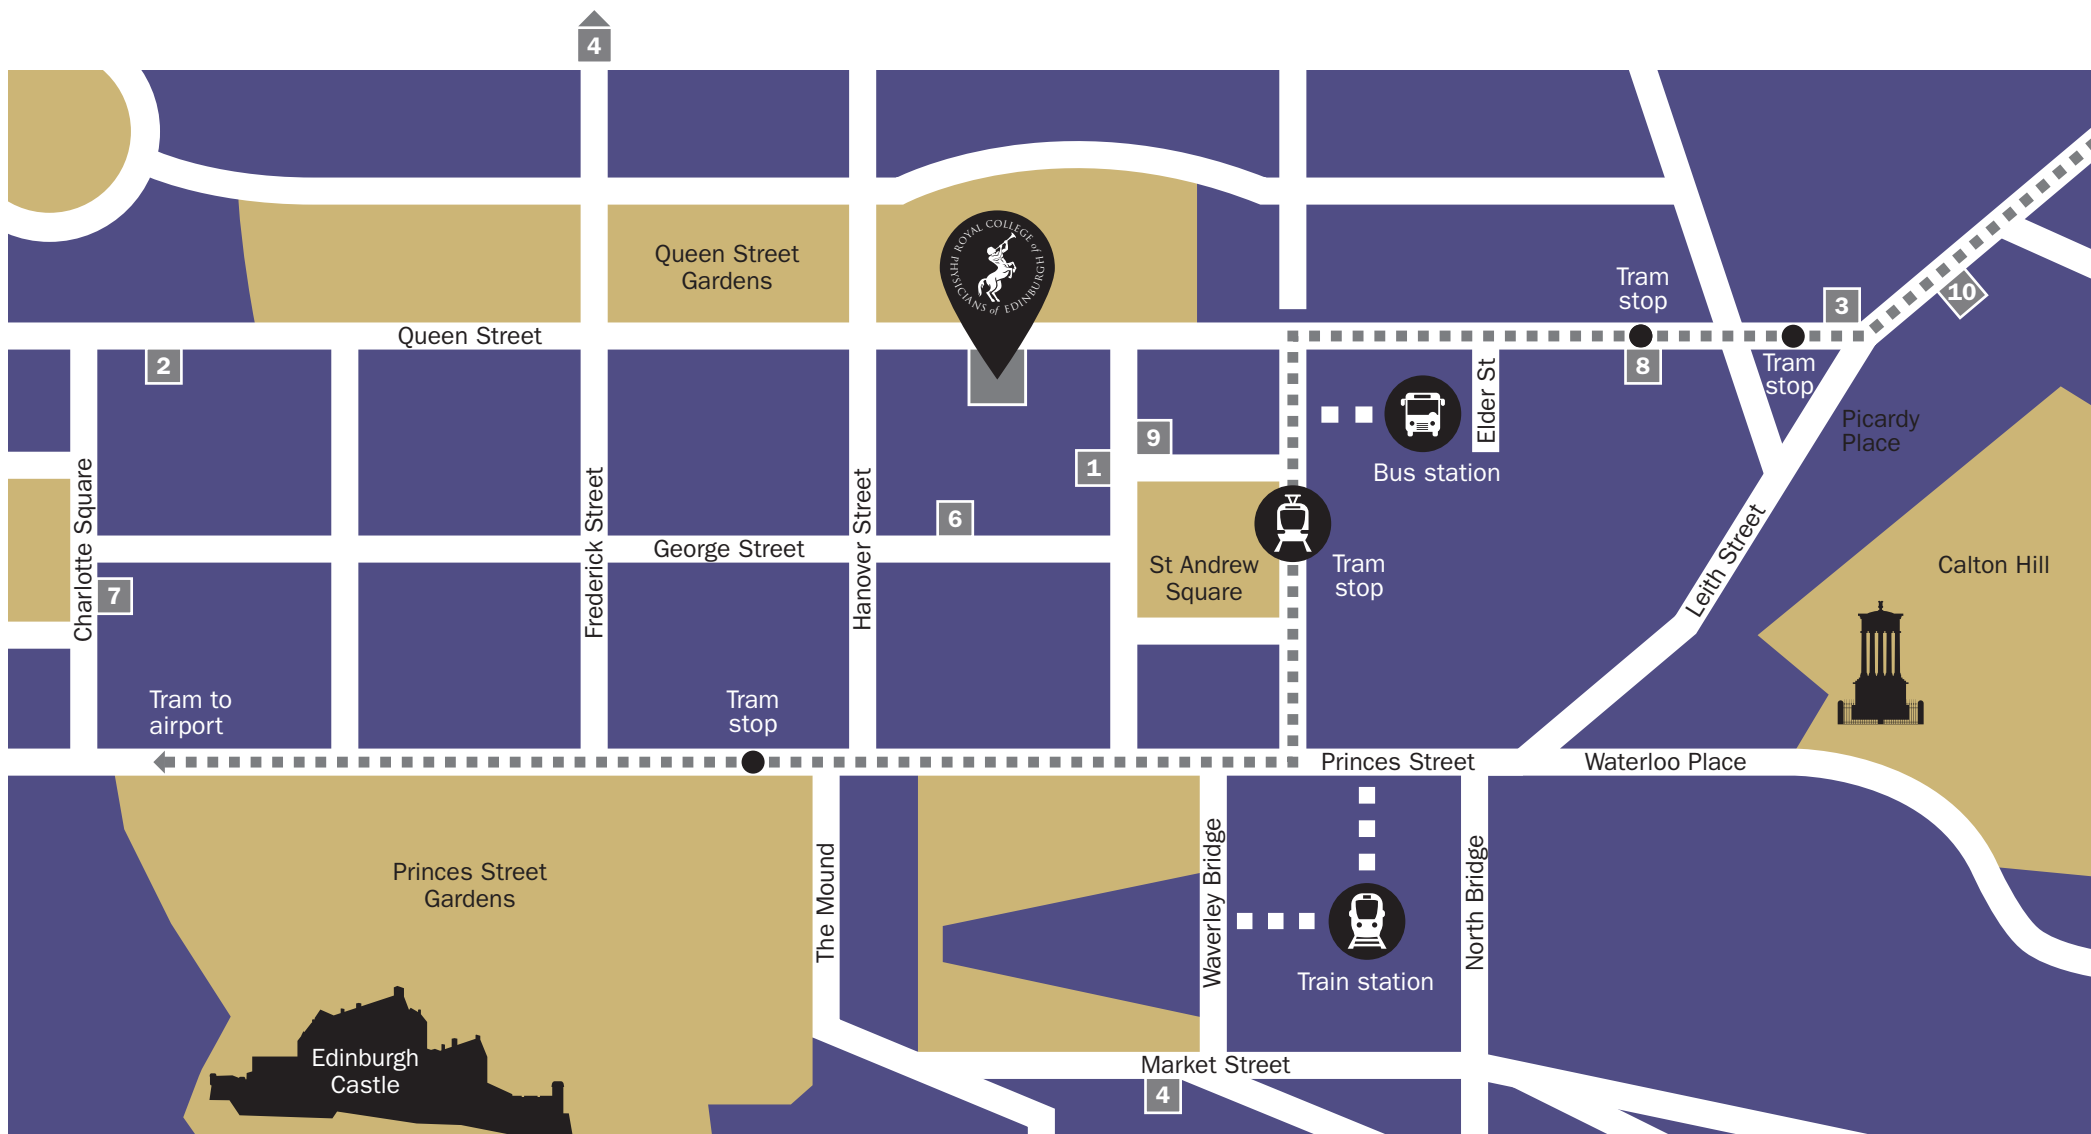 4
ROYAL COLLEGE of
PHYSICIANS of EDINBURGH
Queen Street
Gardens
Tram
stop
3
10
Queen Street
2
8
Tram
stop
Elder St
Picardy
Place
9
1
Bus station
Charlotte Square
Frederick Street
Hanover Street
6
George Street
St Andrew
Square
Tram
stop
Leith Street
Calton Hill
7
Tram to
airport
Tram
stop
Princes Street
Waterloo Place
Princes Street
Gardens
The Mound
Waverley Bridge
North Bridge
Train station
Edinburgh
Castle
Market Street
4